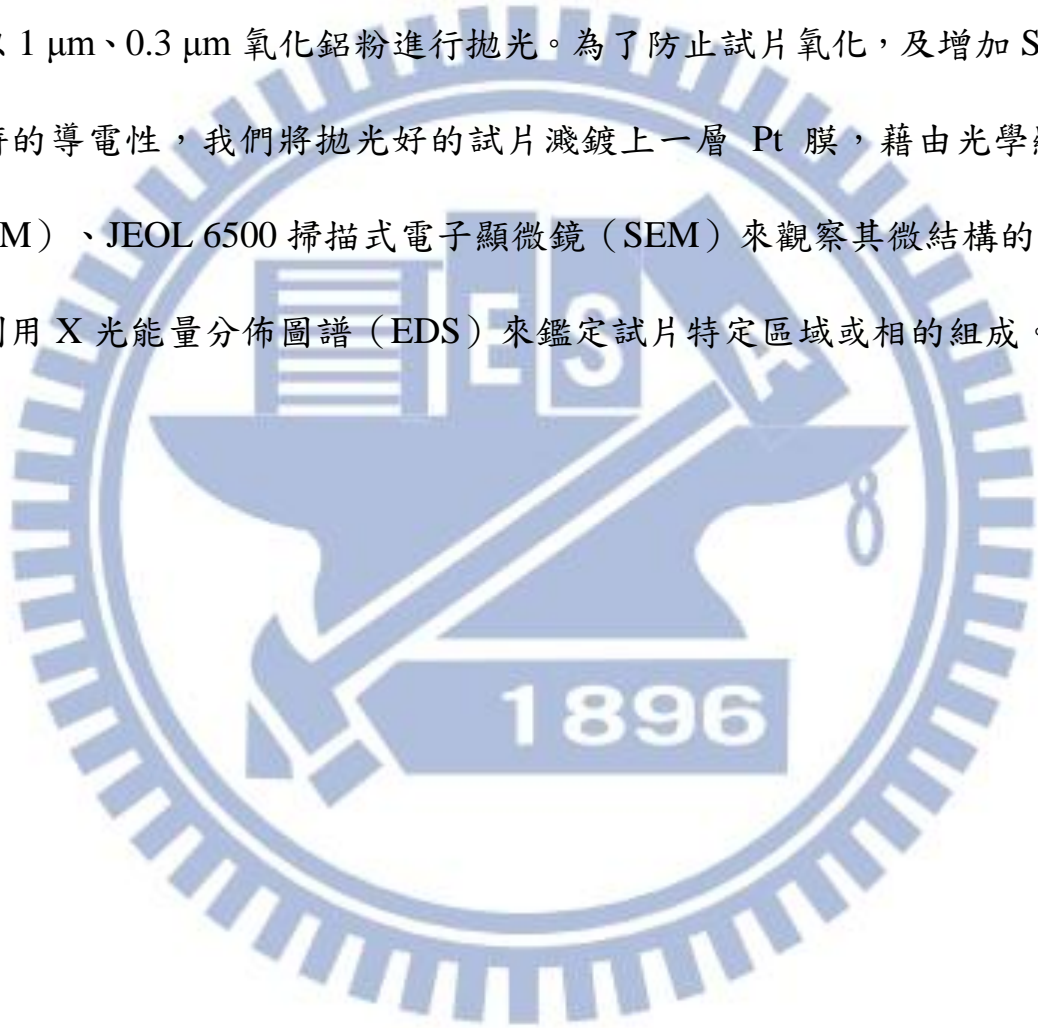 1 μm、0.3 μm 氧化鋁粉進行拋光。為了防止試片氧化，及增加 S
的導電性，我們將拋光好的試片濺鍍上一層 Pt 膜，藉由光學
M）、JEOL 6500 掃描式電子顯微鏡（SEM）來觀察其微結構的
用 X 光能量分佈圖譜（EDS）來鑑定試片特定區域或相的組成。
E S A
1896